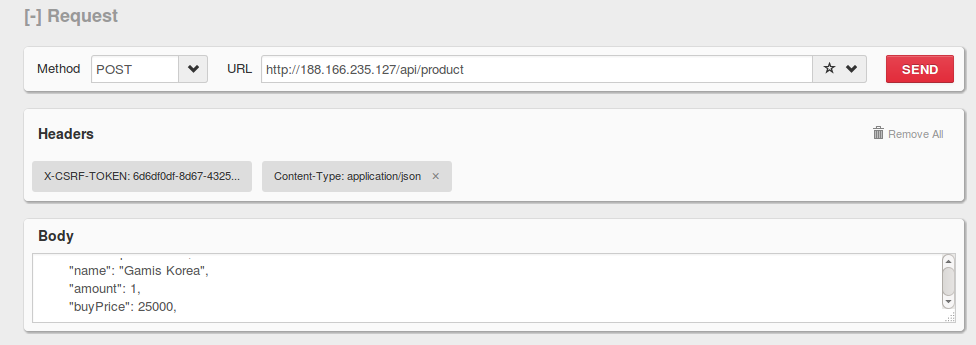 [-] Request
Method POST URL http://188.166.235.127/api/product SEND
Headers Remove All
X-CSRF-TOKEN: 6d6df0df-8d67-4325... Content-Type: application/json ×
Body
"name": "Gamis Korea",
"amount": 1,
"buyPrice": 25000,